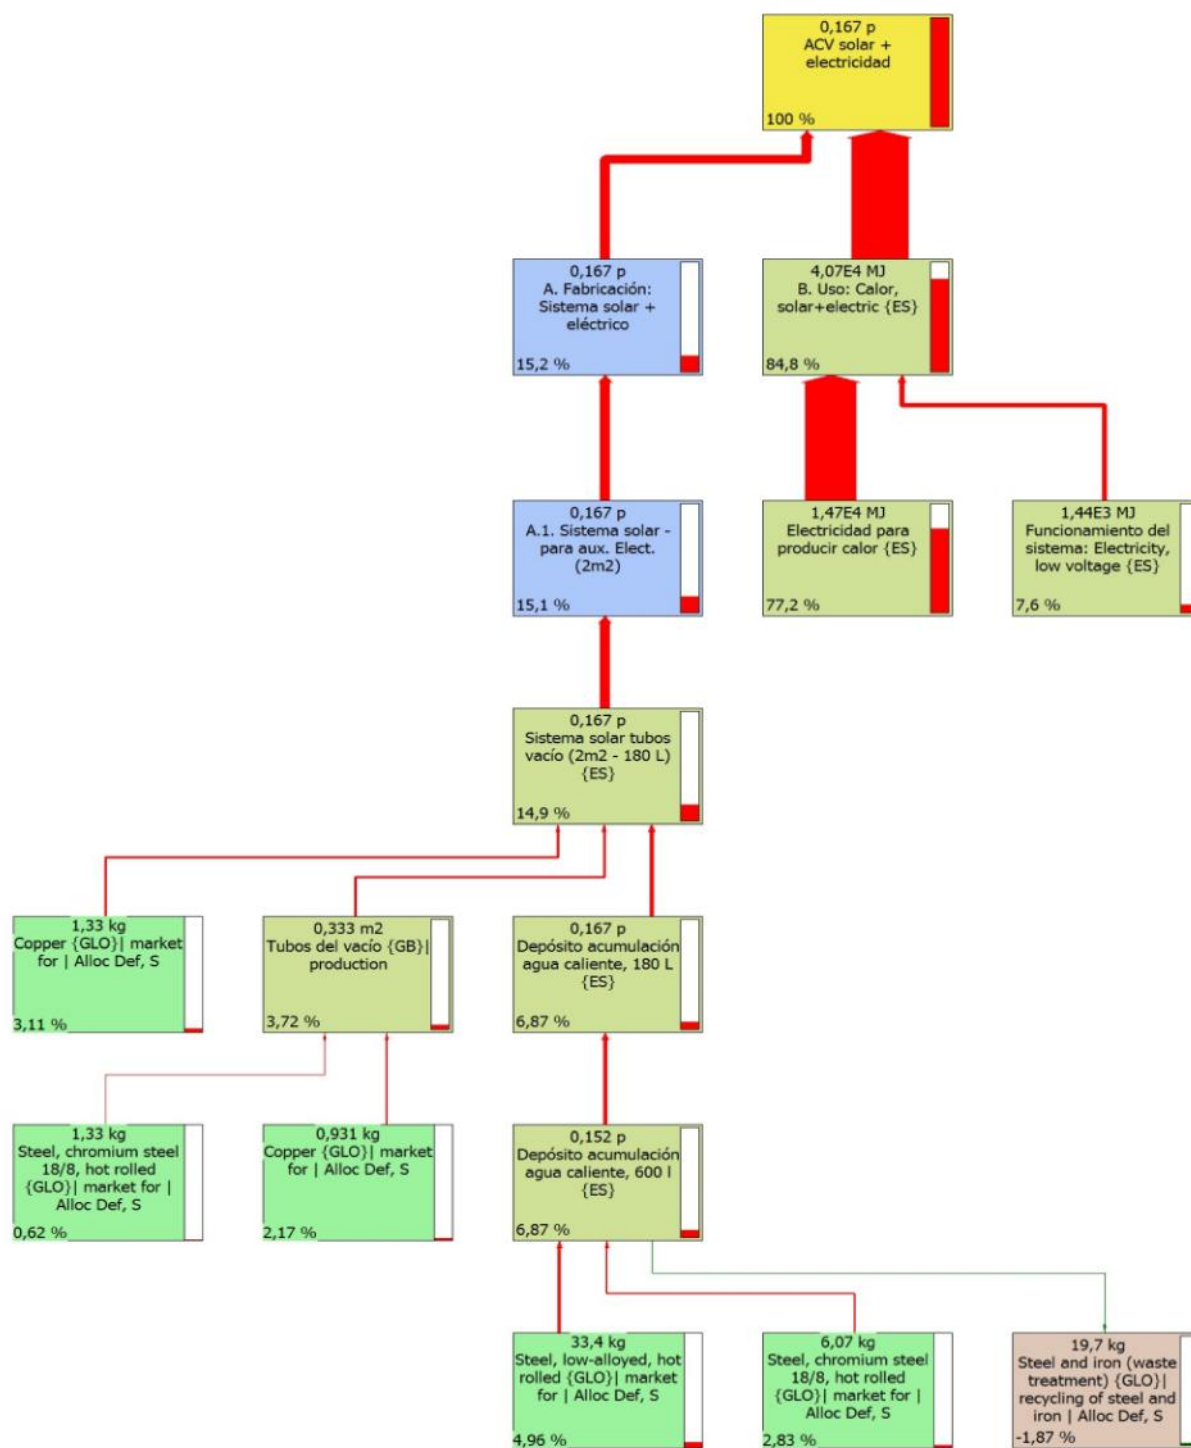 0,167 p
ACV solar +
electricidad
100 %
0,167 p
A. Fabricación:
Sistema solar +
eléctrico
15,2 %
4,07E4 MJ
B. Uso: Calor,
solar+electric {ES}
84,8 %
0,167 p
A.1. Sistema solar -
para aux. Elect.
(2m2)
15,1 %
1,47E4 MJ
Electricidad para
producir calor {ES}
77,2 %
1,44E3 MJ
Funcionamiento del
sistema: Electricity,
low voltage {ES}
7,6 %
0,167 p
Sistema solar tubos
vacío (2m2 - 180 L)
{ES}
14,9 %
1,33 kg
Copper {GLO}| market
for | Alloc Def, S
3,11 %
0,333 m2
Tubos del vacío {GB}|
production
3,72 %
0,167 p
Depósito acumulación
agua caliente, 180 L
{ES}
6,87 %
1,33 kg
Steel, chromium steel
18/8, hot rolled
{GLO}| market for |
Alloc Def, S
0,62 %
0,931 kg
Copper {GLO}| market
for | Alloc Def, S
2,17 %
0,152 p
Depósito acumulación
agua caliente, 600 l
{ES}
6,87 %
33,4 kg
Steel, low-alloyed, hot
rolled {GLO}| market
for | Alloc Def, S
4,96 %
6,07 kg
Steel, chromium steel
18/8, hot rolled
{GLO}| market for |
Alloc Def, S
2,83 %
19,7 kg
Steel and iron (waste
treatment) {GLO}|
recycling of steel and
iron | Alloc Def, S
-1,87 %